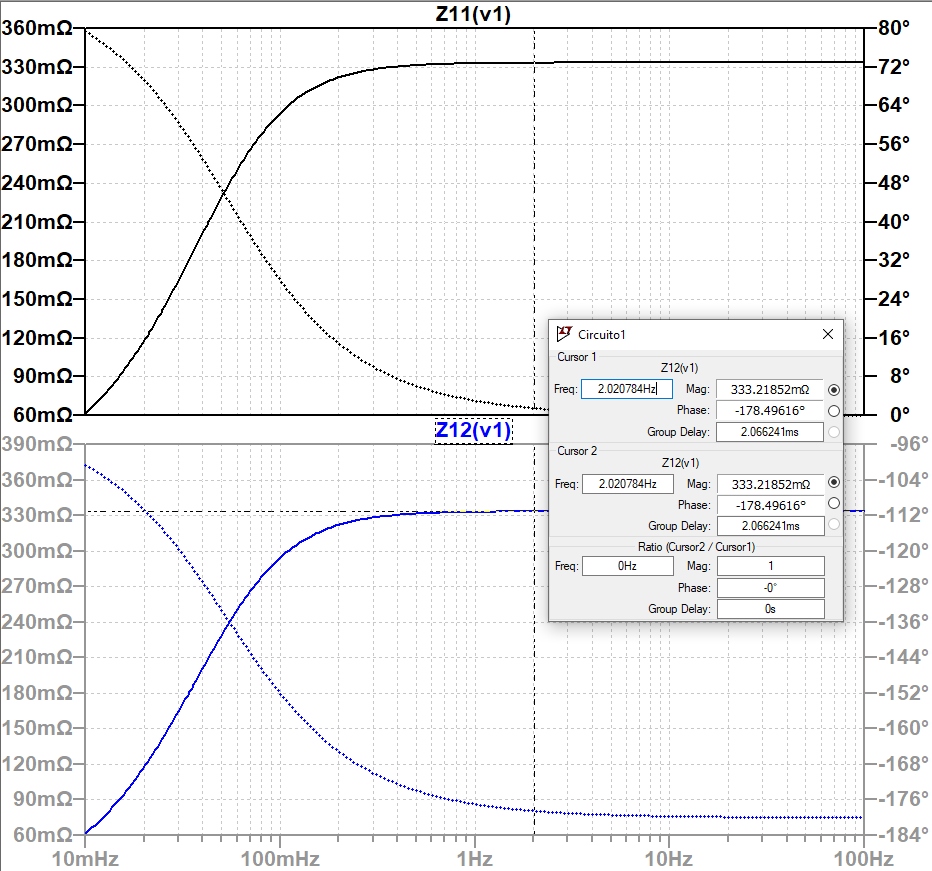 Z11(v1)
360mΩ
330mΩ
300mΩ
270mΩ
240mΩ
210mΩ
180mΩ
150mΩ
120mΩ
90mΩ
60mΩ
80°
72°
64°
56°
48°
40°
32°
24°
16°
8°
0°
Z12(v1)
390mΩ
360mΩ
330mΩ
300mΩ
270mΩ
240mΩ
210mΩ
180mΩ
150mΩ
120mΩ
90mΩ
60mΩ
-96°
-104°
-112°
-120°
-128°
-136°
-144°
-152°
-160°
-168°
-176°
-184°
10mHz 100mHz 1Hz 10Hz 100Hz
Circuito1
Cursor 1
Z12(v1)
Freq: 2.020784Hz Mag: 333.21852mΩ
Phase: -178.49616°
Group Delay: 2.066241ms
Cursor 2
Z12(v1)
Freq: 2.020784Hz Mag: 333.21852mΩ
Phase: -178.49616°
Group Delay: 2.066241ms
Ratio (Cursor2 / Cursor1)
Freq: 0Hz Mag: 1
Phase: -0°
Group Delay: 0s